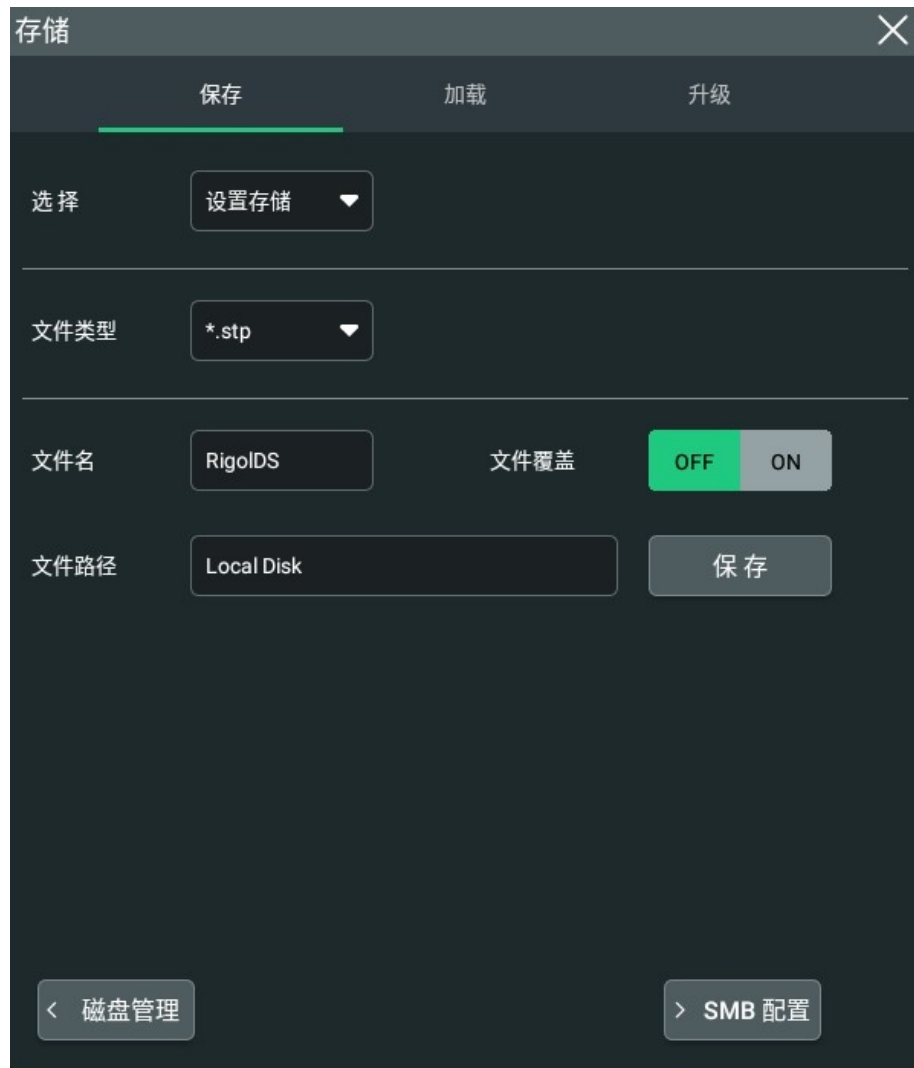 存储
保存 加载 升级
选择 设置存储
文件类型 *.stp
文件名 RigolDS 文件覆盖 OFF ON
文件路径 Local Disk 保存
< 磁盘管理 > SMB 配置